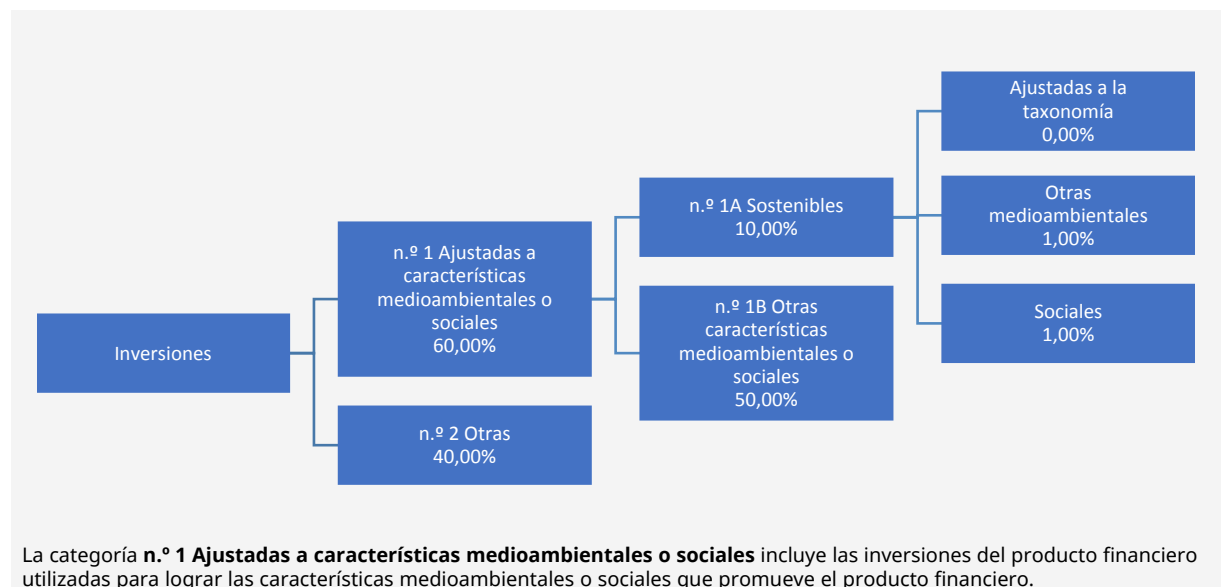 Inversiones
n.º 1 Ajustadas a
características
medioambientales o
sociales
60,00%
n.º 2 Otras
40,00%
n.º 1A Sostenibles
10,00%
n.º 1B Otras
características
medioambientales o
sociales
50,00%
Ajustadas a la
taxonomía
0,00%
Otras
medioambientales
1,00%
Sociales
1,00%
La categoría n.º 1 Ajustadas a características medioambientales o sociales incluye las inversiones del producto financiero
utilizadas para lograr las características medioambientales o sociales que promueve el producto financiero.